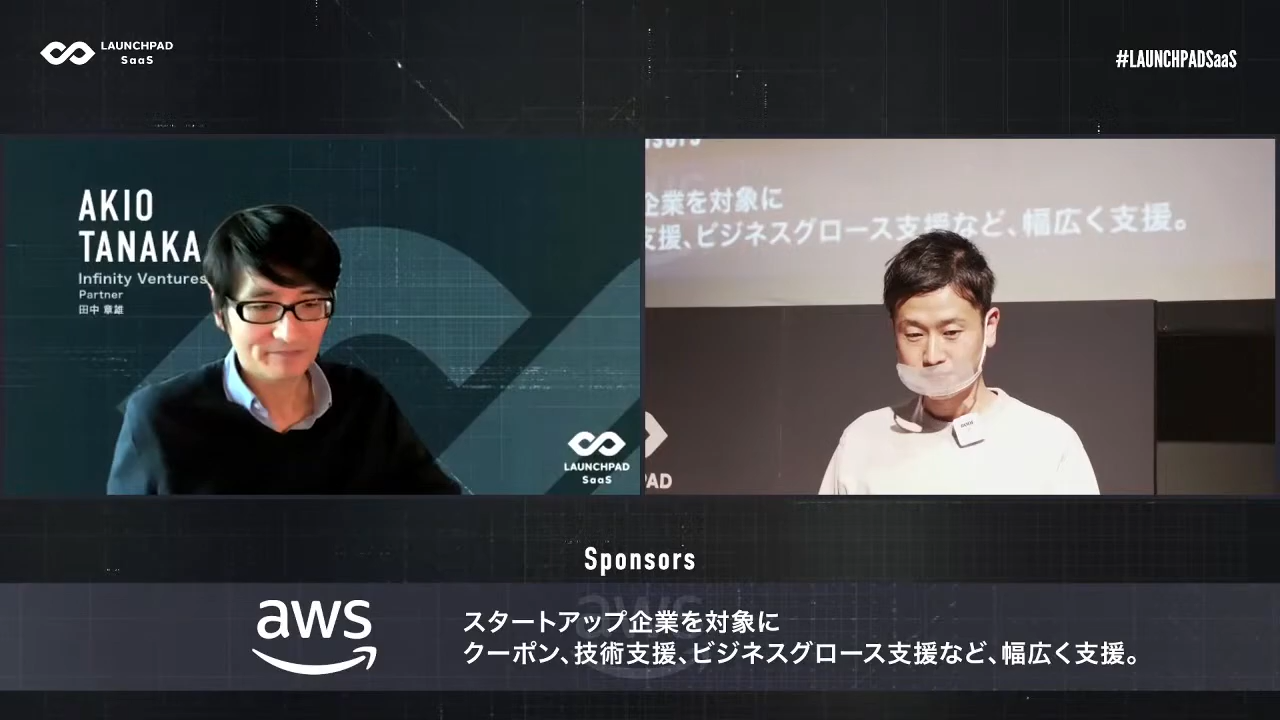 LAUNCHPAD
SaaS
#LAUNCHPADSaaS
AKIO
TANAKA
Infinity Ventures
Partner
田中 章雄
LAUNCHPAD
SaaS
企業を対象に
支援、ビジネスグロース支援など、幅広く支援。
PAD
Sponsors
aws
スタートアップ企業を対象に
クーポン、技術支援、ビジネスグロース支援など、幅広く支援。